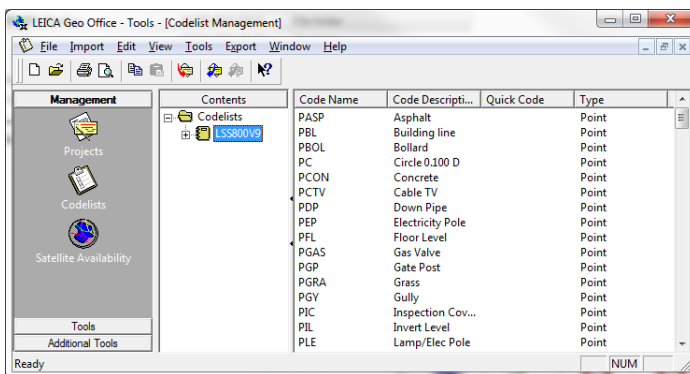 LEICA Geo Office - Tools - [Codelist Management]
File Import Edit View Tools Export Window Help
Management Contents Code Name Code Descripti... Quick Code Type
Codelists
LSS800V9
Projects
Codelists
Satellite Availability
Tools
Additional Tools
PASP Asphalt Point
PBL Building line Point
PBOL Bollard Point
PC Circle 0.100 D Point
PCON Concrete Point
PCTV Cable TV Point
PDP Down Pipe Point
PEP Electricity Pole Point
PFL Floor Level Point
PGAS Gas Valve Point
PGP Gate Post Point
PGRA Grass Point
PGY Gully Point
PIC Inspection Cov... Point
PIL Invert Level Point
PLE Lamp/Elec Pole Point
Ready NUM